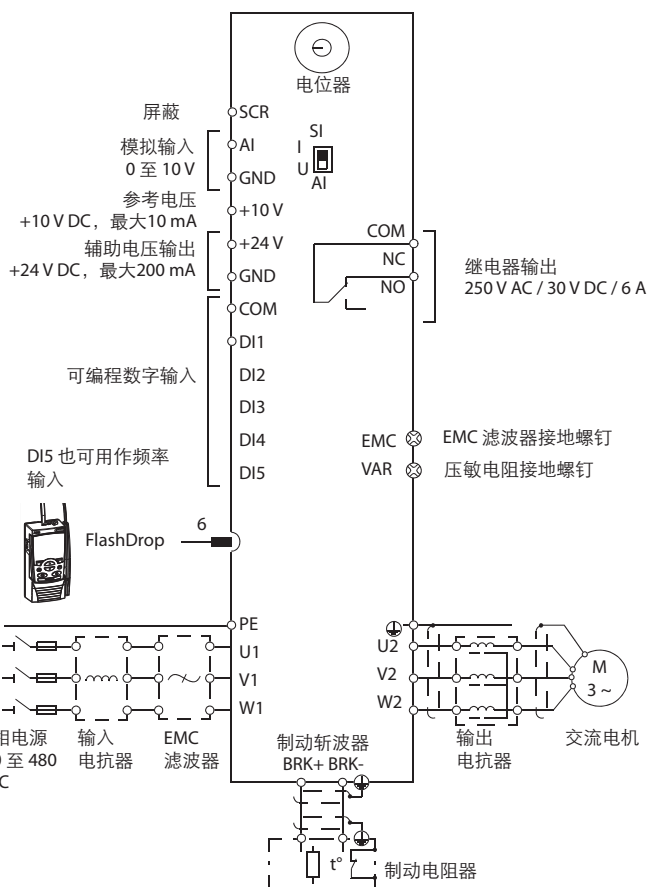 电位器
屏蔽
SCR
SI
模拟输入
0 至 10 V
AI
I
U
AI
GND
参考电压
+10 V DC，最大10 mA
+10 V
辅助电压输出
+24 V DC，最大200 mA
+24 V
GND
COM
NC
NO
继电器输出
250 V AC / 30 V DC / 6 A
COM
DI1
可编程数字输入
DI2
DI3
DI4
DI5
EMC
EMC 滤波器接地螺钉
VAR
压敏电阻接地螺钉
DI5 也可用作频率
输入
FlashDrop
6
PE
U1
V1
W1
U2
V2
W2
M
3 ~
相电源
至 480
C
输入
电抗器
EMC
滤波器
制动斩波器
BRK+ BRK-
输出
电抗器
交流电机
t°
制动电阻器